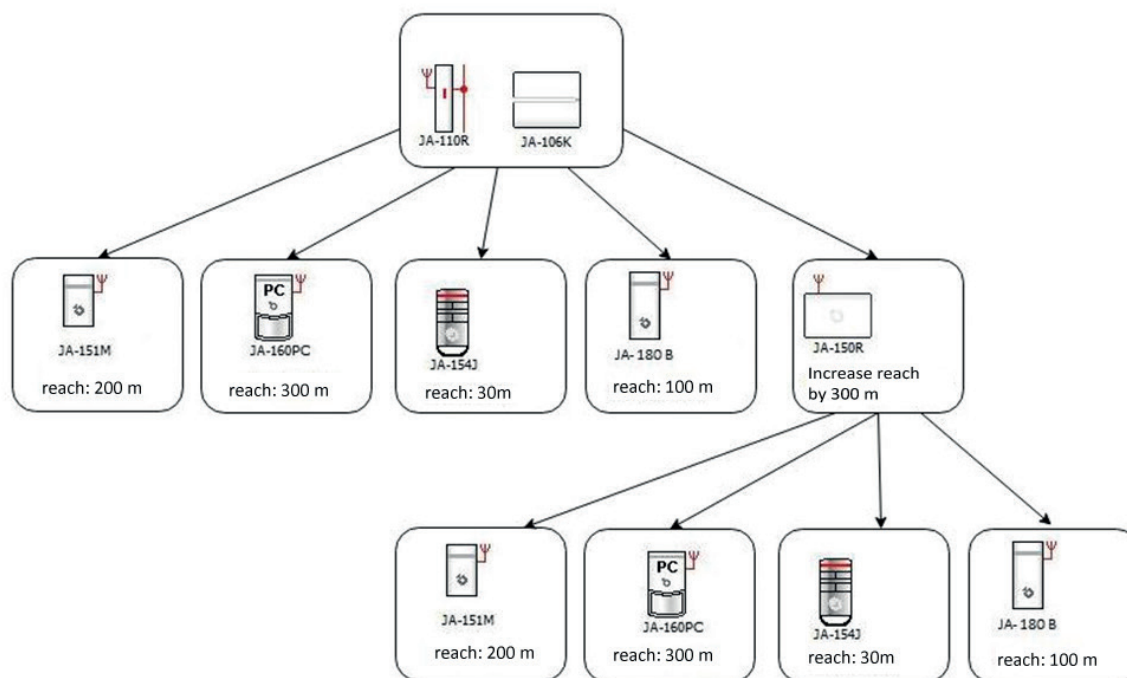 JA-110R
JA-106K
JA-151M
reach: 200 m
PC
JA-160PC
reach: 300 m
JA-154J
reach: 30m
JA- 180 B
reach: 100 m
JA-150R
Increase reach
by 300 m
JA-151M
reach: 200 m
PC
JA-160PC
reach: 300 m
JA-154J
reach: 30m
JA- 180 B
reach: 100 m